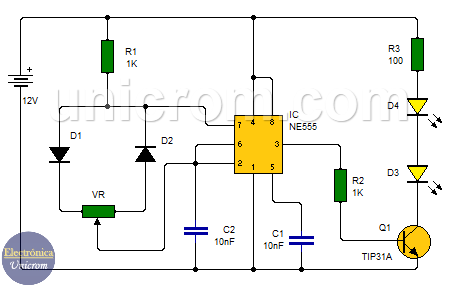 R1
1K
R3
100
+
12V
unicrom.com
D4
IC
NE555
7
4
8
D1
D2
6
3
2
1
5
R2
1K
D3
VR
Q1
C2
10nF
C1
10nF
TIP31A
Electrónica
Unicrom